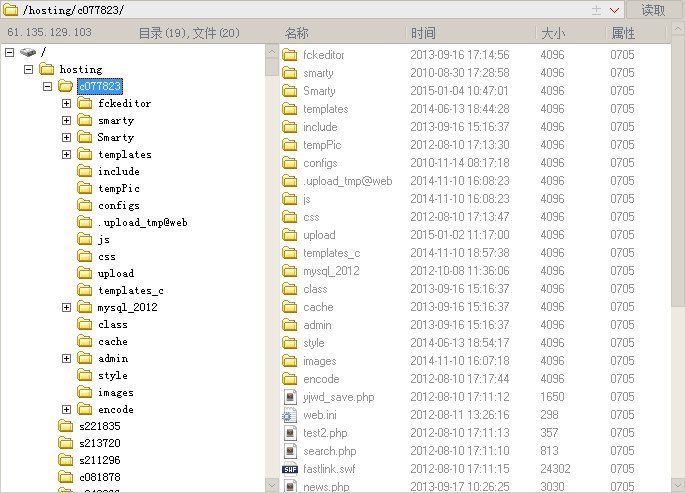 /hosting/c077823/ 读取
61.135.129.103 目录(19),文件(20) 名称 时间 大小 属性
/
hosting
c077823
fckeditor
smarty
Smarty
templates
include
tempPic
configs
.upload_tmp@web
js
css
upload
templates_c
mysql_2012
class
cache
admin
style
images
encode
s221835
s213720
s211296
c081878
fckeditor 2013-09-16 17:14:56 4096 0705
smarty 2010-08-30 17:28:58 4096 0705
Smarty 2015-01-04 10:47:01 4096 0705
templates 2014-06-13 18:44:28 4096 0705
include 2013-09-16 15:16:37 4096 0705
tempPic 2012-08-10 17:13:30 4096 0705
configs 2010-11-14 08:17:18 4096 0705
.upload_tmp@web 2014-11-10 16:08:23 4096 0705
js 2014-11-10 16:08:23 4096 0705
css 2012-08-10 17:13:47 4096 0705
upload 2015-01-02 11:17:00 4096 0705
templates_c 2014-11-10 18:57:38 4096 0705
mysql_2012 2012-10-08 11:36:06 4096 0705
class 2013-09-16 15:16:37 4096 0705
cache 2013-09-16 15:16:37 4096 0705
admin 2013-09-16 15:16:37 4096 0705
style 2014-06-13 18:54:17 4096 0705
images 2014-11-10 16:07:18 4096 0705
encode 2012-08-10 17:17:44 4096 0705
yjwd_save.php 2012-08-10 17:11:12 1650 0705
web.ini 2012-08-11 13:26:16 298 0705
test2.php 2012-08-10 17:11:13 357 0705
search.php 2012-08-10 17:11:10 813 0705
fastlink.swf 2012-08-10 17:11:15 24302 0705
news.php 2013-09-17 10:26:25 3030 0705